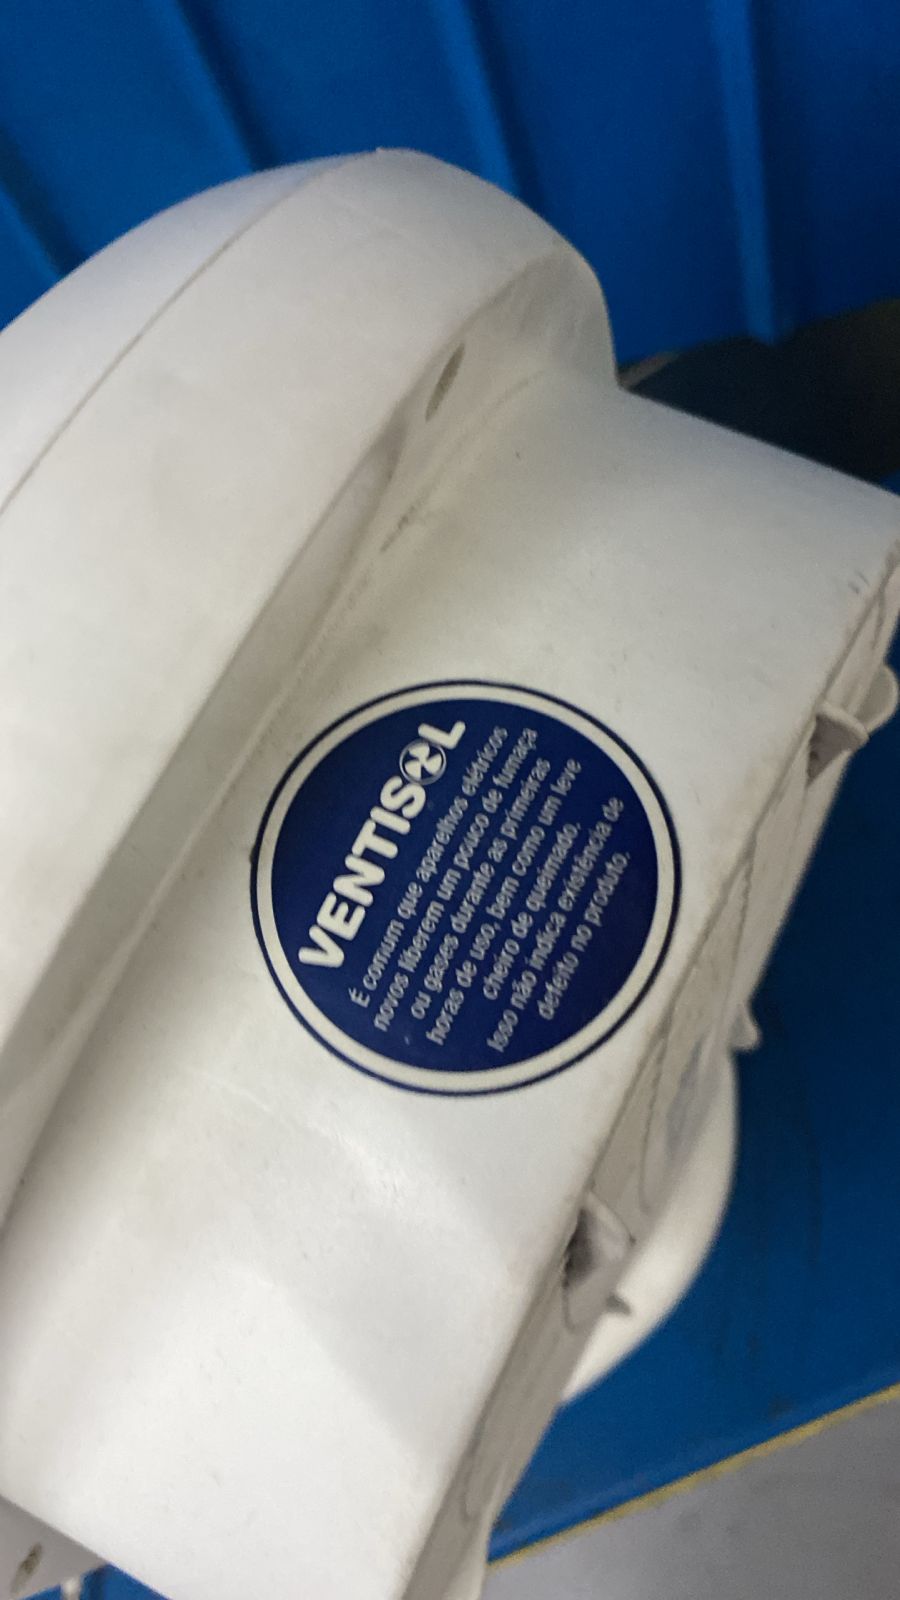 VENTISOL
É comum que aparelhos elétricos
novos liberem um pouco de fumaça
ou gases durante as primeiras
horas de uso, bem como um leve
cheiro de queimado.
Isso não indica existência de
defeito no produto.